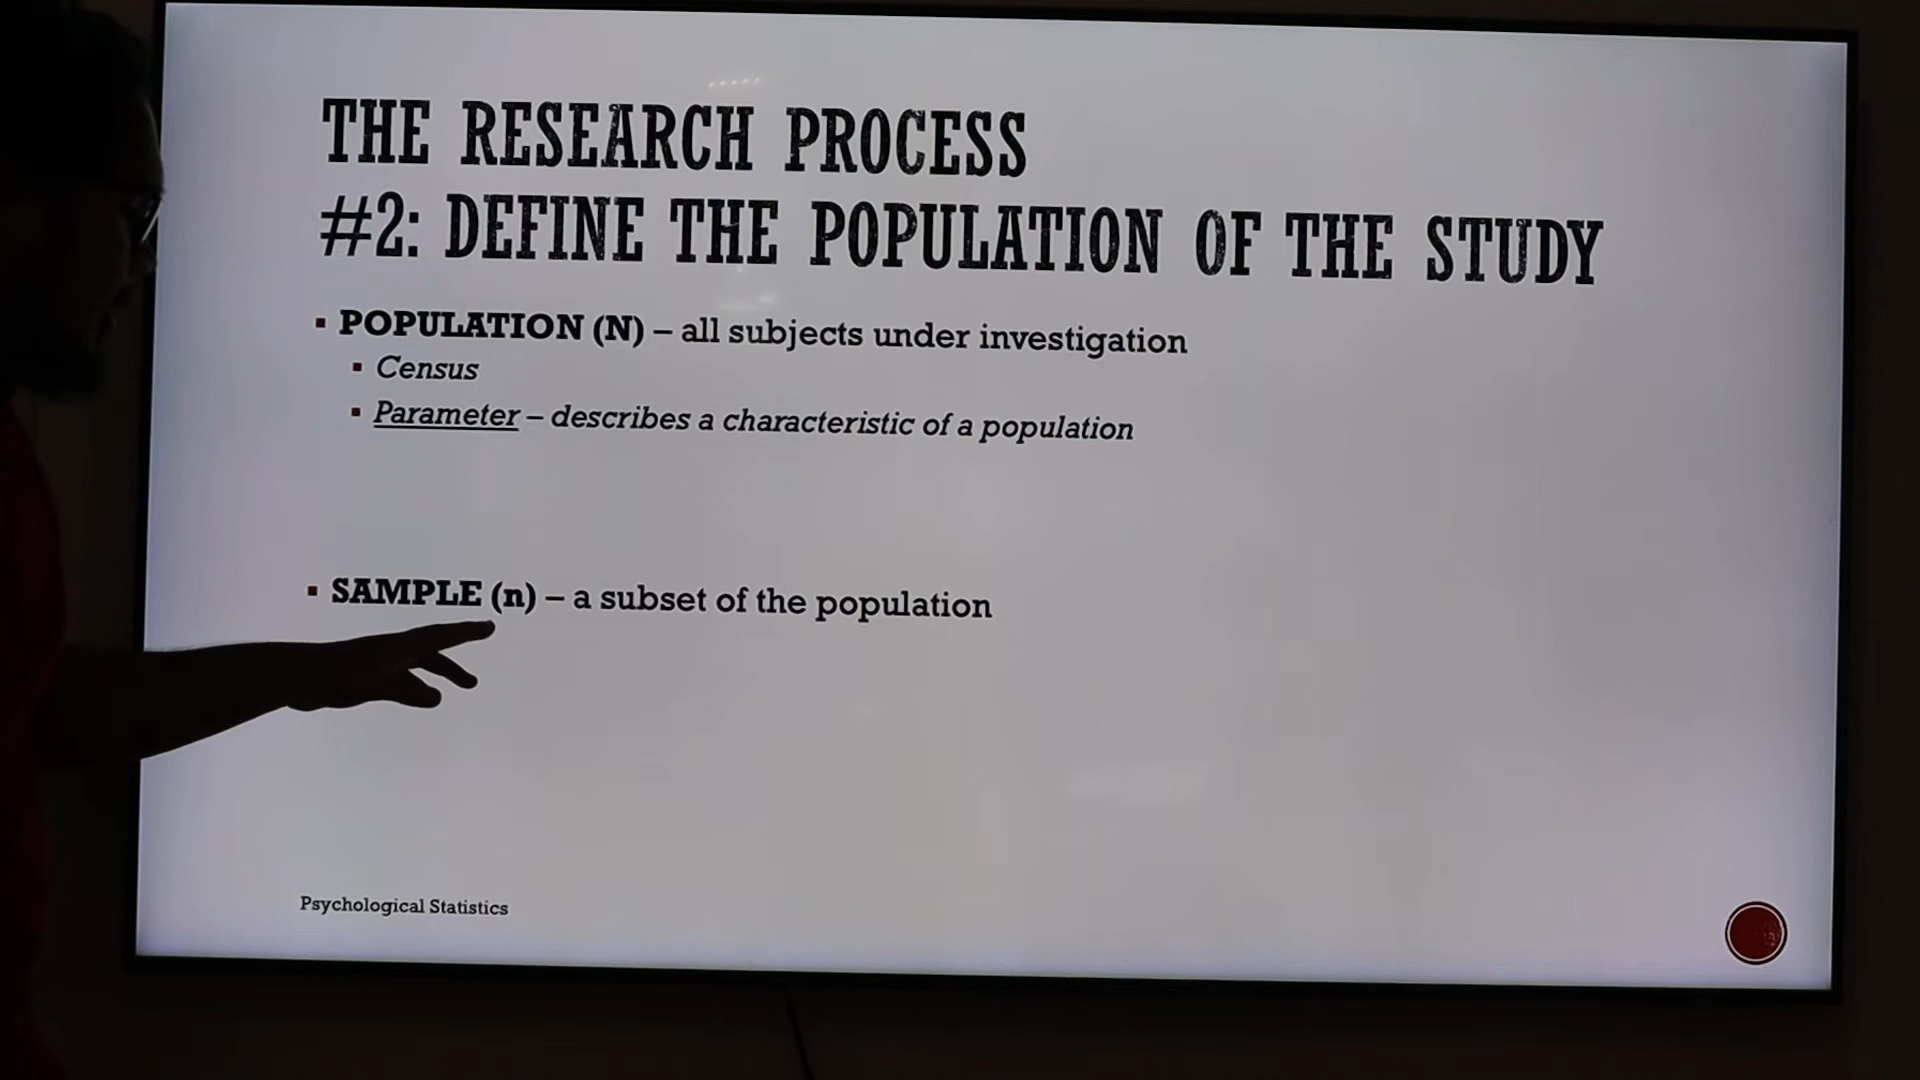 THE RESEARCH PROCESS
#2: DEFINE THE POPULATION OF THE STUDY
▪ POPULATION (N) – all subjects under investigation
▪ Census
▪ Parameter – describes a characteristic of a population
▪ SAMPLE (n) – a subset of the population
Psychological Statistics